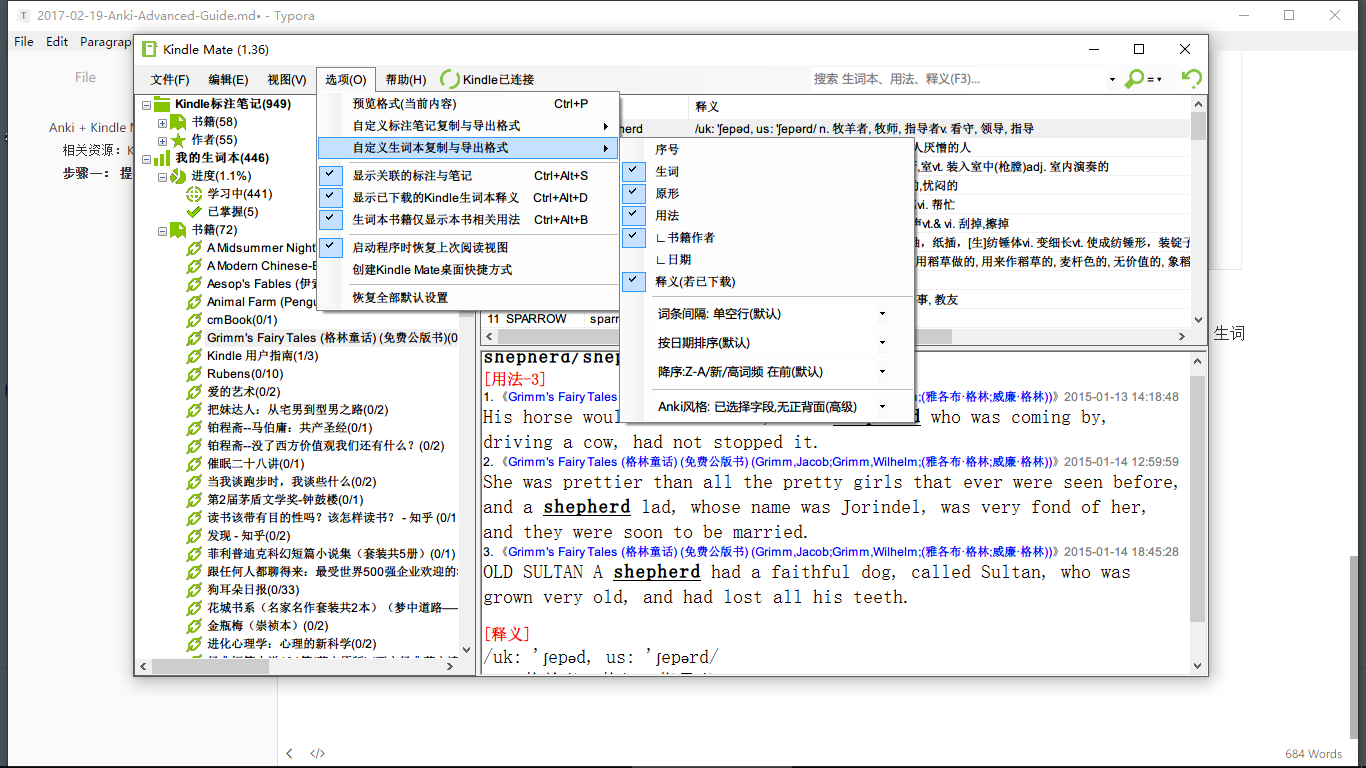 2017-02-19-Anki-Advanced-Guide.md• - Typora
File Edit Paragrap
File
Anki + Kindle M
相关资源: K
步骤一： 提
Kindle Mate (1.36)
文件(F) 编辑(E) 视图(V) 选项(O) 帮助(H) Kindle已连接
搜索 生词本、用法、释义(F3)...
Kindle标注笔记(949)
书籍(58)
作者(55)
我的生词本(446)
进度(1.1%)
学习中(441)
已掌握(5)
书籍(72)
A Midsummer Night
A Modern Chinese-E
Aesop's Fables (伊索
Animal Farm (Pengu
cmBook(0/1)
Grimm's Fairy Tales (格林童话) (免费公版书)(0
Kindle 用户指南(1/3)
Rubens(0/10)
爱的艺术(0/2)
把妹达人：从宅男到型男之路(0/2)
铂程斋--马伯庸：共产圣经(0/1)
铂程斋--没了西方价值观我们还有什么？(0/2)
催眠二十八讲(0/1)
当我谈跑步时，我谈些什么(0/2)
第2届茅盾文学奖-钟鼓楼(0/1)
读书该带有目的性吗？该怎样读书？ - 知乎 (0/1
发现 - 知乎(0/2)
菲利普迪克科幻短篇小说集（套装共5册）(0/1)
跟任何人都聊得来：最受世界500强企业欢迎的
狗耳朵日报(0/33)
花城书系（名家名作套装共2本）（梦中道路——
金瓶梅（崇祯本）(0/2)
进化心理学：心理的新科学(0/2)
预览格式(当前内容) Ctrl+P
自定义标注笔记复制与导出格式
自定义生词本复制与导出格式
显示关联的标注与笔记 Ctrl+Alt+S
显示已下载的Kindle生词本释义 Ctrl+Alt+D
生词本书籍仅显示本书相关用法 Ctrl+Alt+B
启动程序时恢复上次阅读视图
创建Kindle Mate桌面快捷方式
恢复全部默认设置
序号
生词
原形
用法
∟书籍作者
∟日期
释义(若已下载)
词条间隔: 单空行(默认)
按日期排序(默认)
降序:Z-A/新/高词频 在前(默认)
Anki风格: 已选择字段,无正背面(高级)
释义
herd /uk: 'ʃepəd, us: 'ʃepərd/ n. 牧羊者, 牧师, 指导者v. 看守, 领导, 指导
人厌憎的人
,室vt. 装入室中(枪膛)adj. 室内演奏的
的,忧闷的
vi. 帮忙
声vt.& vi. 刮掉,擦掉
由，纸捻，[生]纺锤体vi. 变细长vt. 使成纺锤形，装锭子
用稻草做的, 用来作稻草的, 麦杆色的, 无价值的, 象稻
事, 教友
11 SPARROW sparr
shepherd/shep
[用法-3]
1. 《Grimm's Fairy Tales ;(雅各布·格林;威廉·格林))》2015-01-13 14:18:48
His horse woul who was coming by,
driving a cow, had not stopped it.
2. 《Grimm's Fairy Tales (格林童话) (免费公版书) (Grimm,Jacob;Grimm,Wilhelm;(雅各布·格林;威廉·格林))》2015-01-14 12:59:59
She was prettier than all the pretty girls that ever were seen before,
and a shepherd lad, whose name was Jorindel, was very fond of her,
and they were soon to be married.
3. 《Grimm's Fairy Tales (格林童话) (免费公版书) (Grimm,Jacob;Grimm,Wilhelm;(雅各布·格林;威廉·格林))》2015-01-14 18:45:28
OLD SULTAN A shepherd had a faithful dog, called Sultan, who was
grown very old, and had lost all his teeth.
[释义]
/uk: 'ʃepəd, us: 'ʃepərd/
生词
684 Words